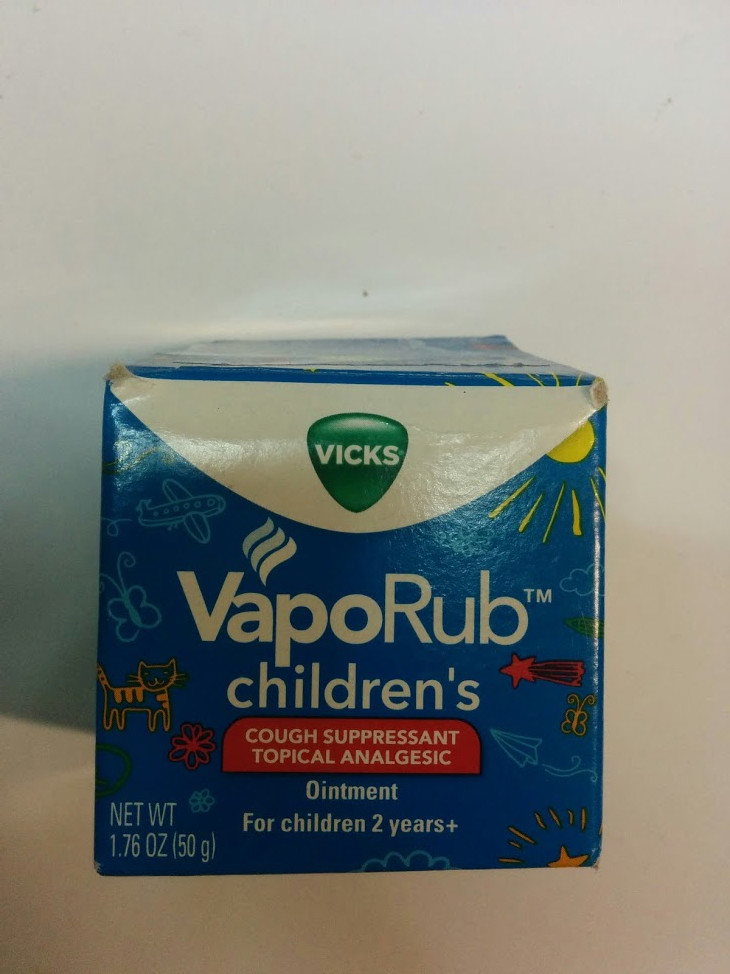 VICKS®
VapoRub™
children's
COUGH SUPPRESSANT
TOPICAL ANALGESIC
Ointment
For children 2 years+
NET WT
1.76 OZ (50 g)